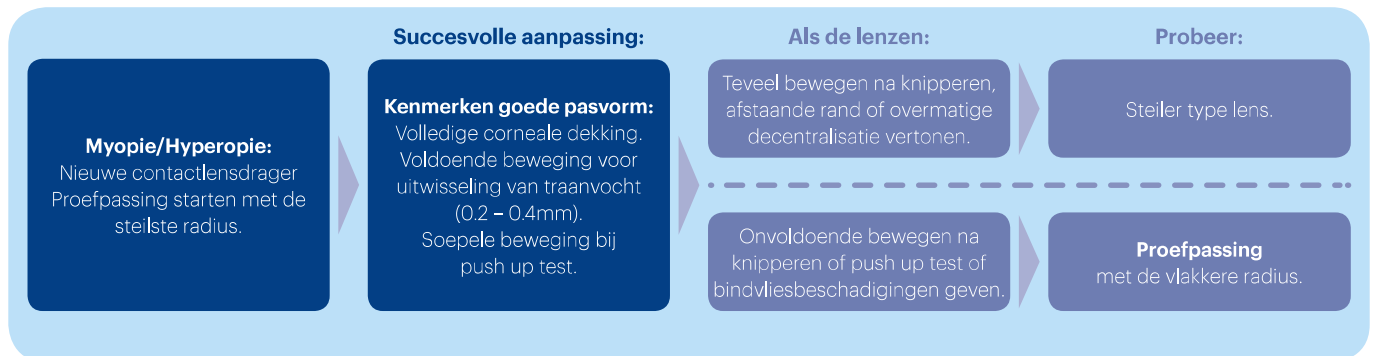 Succesvolle aanpassing:
Als de lenzen:
Probeer:
Myopie/Hyperopie:
Nieuwe contactlensdrager
Proefpassing starten met de
steilste radius.
Kenmerken goede pasvorm:
Volledige corneale dekking.
Voldoende beweging voor
uitwisseling van traanvocht
(0.2 – 0.4mm).
Soepele beweging bij
push up test.
Teveel bewegen na knipperen,
afstaande rand of overmatige
decentralisatie vertonen.
Steiler type lens.
Onvoldoende bewegen na
knipperen of push up test of
bindvliesbeschadigingen geven.
Proefpassing
met de vlakkere radius.